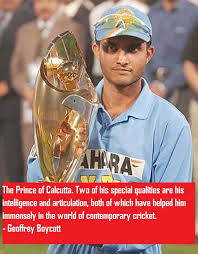 AHARA
The Prince of Calcutta. Two of his special qualities are his
intelligence and articulation, both of which have helped him
immensely in the world of contemporary cricket.
- Geoffrey Boycott